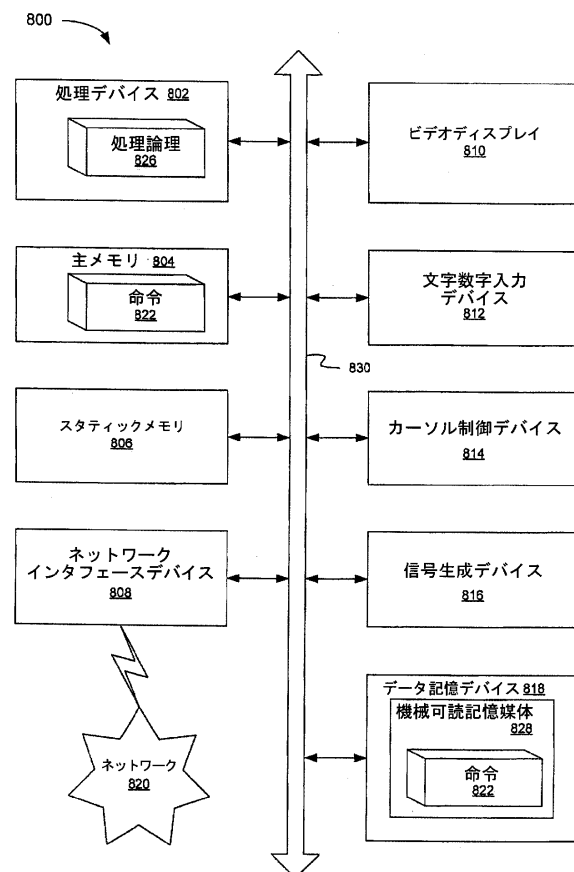 800
処理デバイス 802
処理論理
826
主メモリ 804
命令
822
スタティックメモリ
806
ネットワーク
インタフェースデバイス
808
ネットワーク
820
830
ビデオディスプレイ
810
文字数字入力
デバイス
812
カーソル制御デバイス
814
信号生成デバイス
816
データ記憶デバイス 818
機械可読記憶媒体
828
命令
822